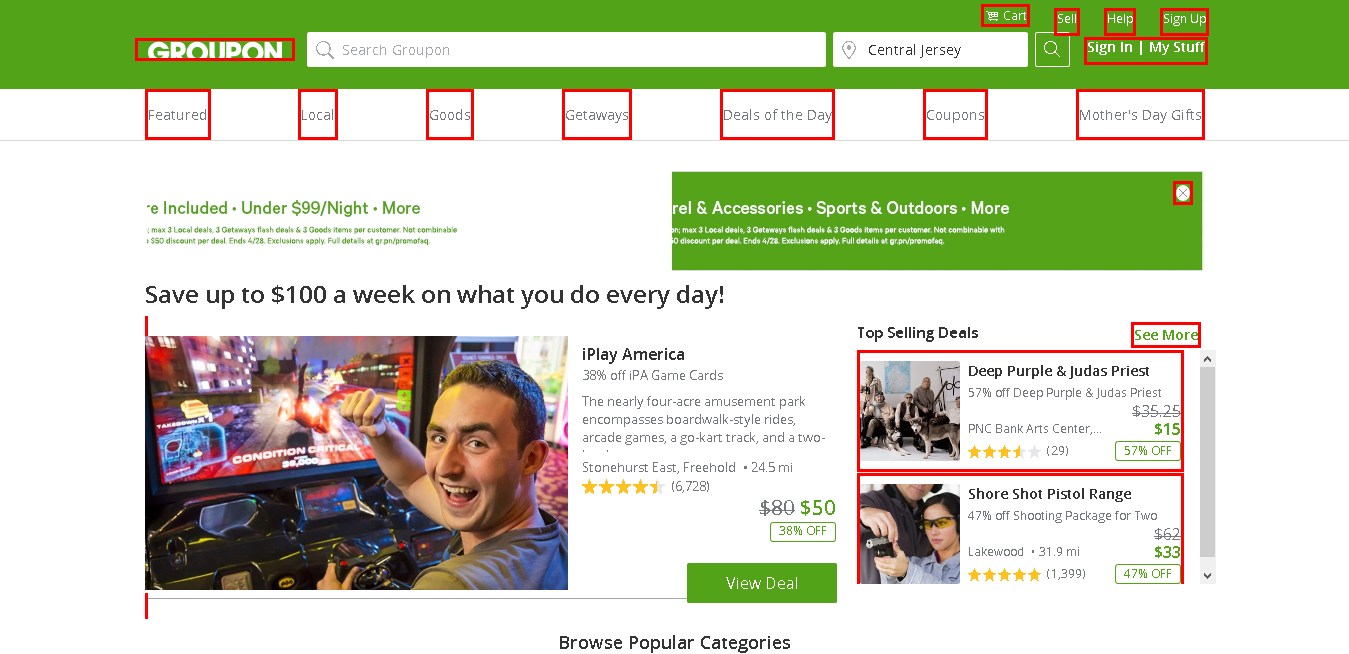 Cart
Sell
Help
Sign Up
GROUPON
Search Groupon
Central Jersey
Sign In | My Stuff
Featured
Local
Goods
Getaways
Deals of the Day
Coupons
Mother's Day Gifts
re Included • Under $99/Night • More
; max 3 Local deals, 3 Getaways flash deals & 3 Goods items per customer. Not combinable
$50 discount per deal. Ends 4/28. Exclusions apply. Full details at gr.pn/promofaq.
rel & Accessories • Sports & Outdoors • More
on; max 3 Local deals, 3 Getaways flash deals & 3 Goods items per customer. Not combinable with
50 discount per deal. Ends 4/28. Exclusions apply. Full details at gr.pn/promofaq.
Save up to $100 a week on what you do every day!
TAKEDOWN
CRITICAL CONDITION
iPlay America
38% off iPA Game Cards
The nearly four-acre amusement park
encompasses boardwalk-style rides,
arcade games, a go-kart track, and a two-
Stonehurst East, Freehold • 24.5 mi
(6,728)
$80 $50
38% OFF
View Deal
Top Selling Deals
See More
Deep Purple & Judas Priest
57% off Deep Purple & Judas Priest
$35.25
PNC Bank Arts Center,...
$15
(29)
57% OFF
Shore Shot Pistol Range
47% off Shooting Package for Two
$62
Lakewood • 31.9 mi
$33
(1,399)
47% OFF
Browse Popular Categories